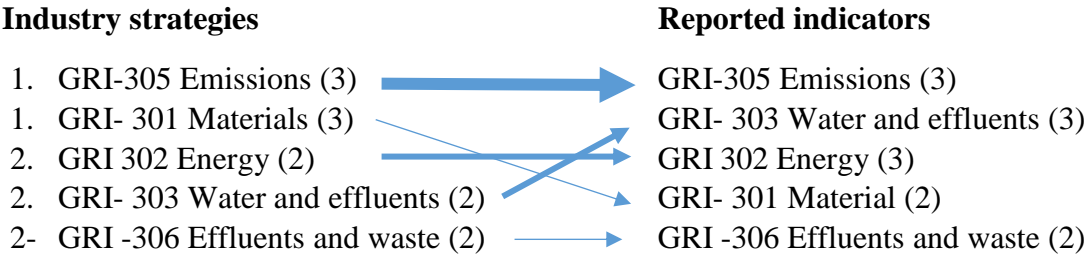 Industry strategies Reported indicators
1. GRI-305 Emissions (3) GRI-305 Emissions (3)
1. GRI- 301 Materials (3) GRI- 303 Water and effluents (3)
2. GRI 302 Energy (2) GRI 302 Energy (3)
2. GRI- 303 Water and effluents (2) GRI- 301 Material (2)
2- GRI -306 Effluents and waste (2) GRI -306 Effluents and waste (2)